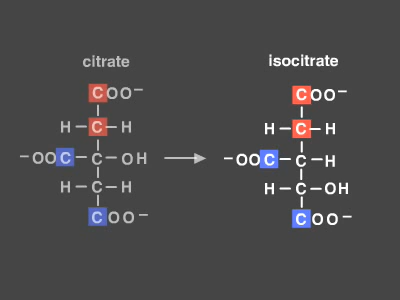 citrate isocitrate
COO− COO−
H − C − H H − C − H
−OOC − C − OH −OOC − C − H
H − C − H H − C − OH
COO− COO−